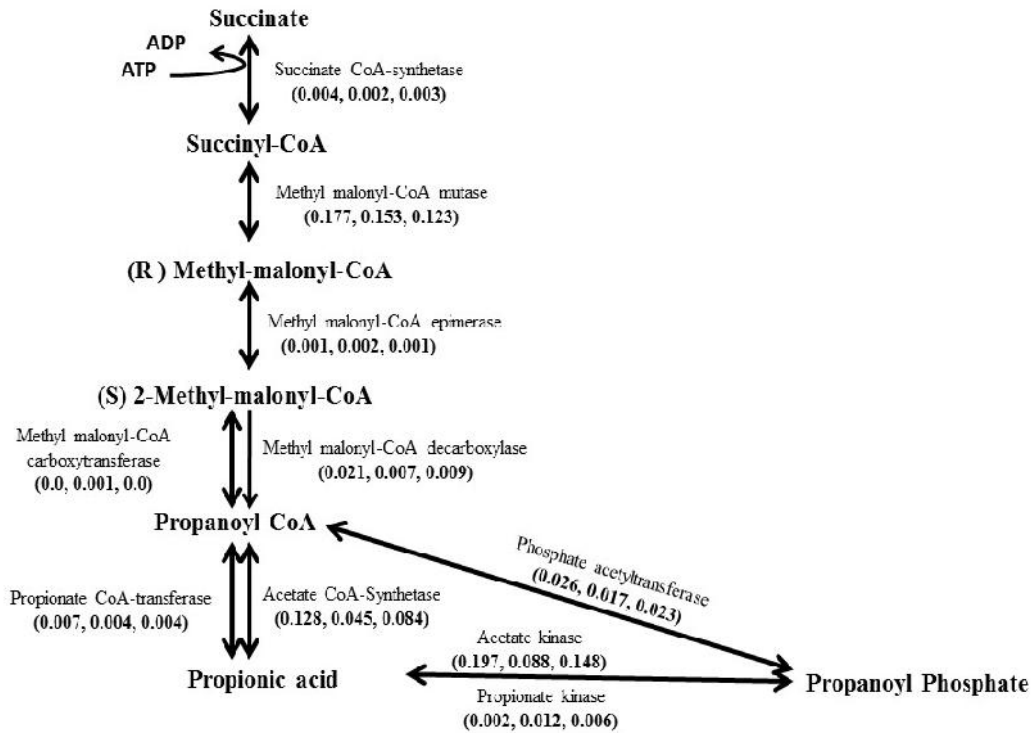 Succinate
ADP
ATP
Succinate CoA-synthetase
(0.004, 0.002, 0.003)
Succinyl-CoA
Methyl malonyl-CoA mutase
(0.177, 0.153, 0.123)
(R ) Methyl-malonyl-CoA
Methyl malonyl-CoA epimerase
(0.001, 0.002, 0.001)
(S) 2-Methyl-malonyl-CoA
Methyl malonyl-CoA
carboxytransferase
(0.0, 0.001, 0.0)
Methyl malonyl-CoA decarboxylase
(0.021, 0.007, 0.009)
Propanoyl CoA
Phosphate acetyltransferase
(0.026, 0.017, 0.023)
Propionate CoA-transferase
(0.007, 0.004, 0.004)
Acetate CoA-Synthetase
(0.128, 0.045, 0.084)
Acetate kinase
(0.197, 0.088, 0.148)
Propionic acid
Propanoyl Phosphate
Propionate kinase
(0.002, 0.012, 0.006)